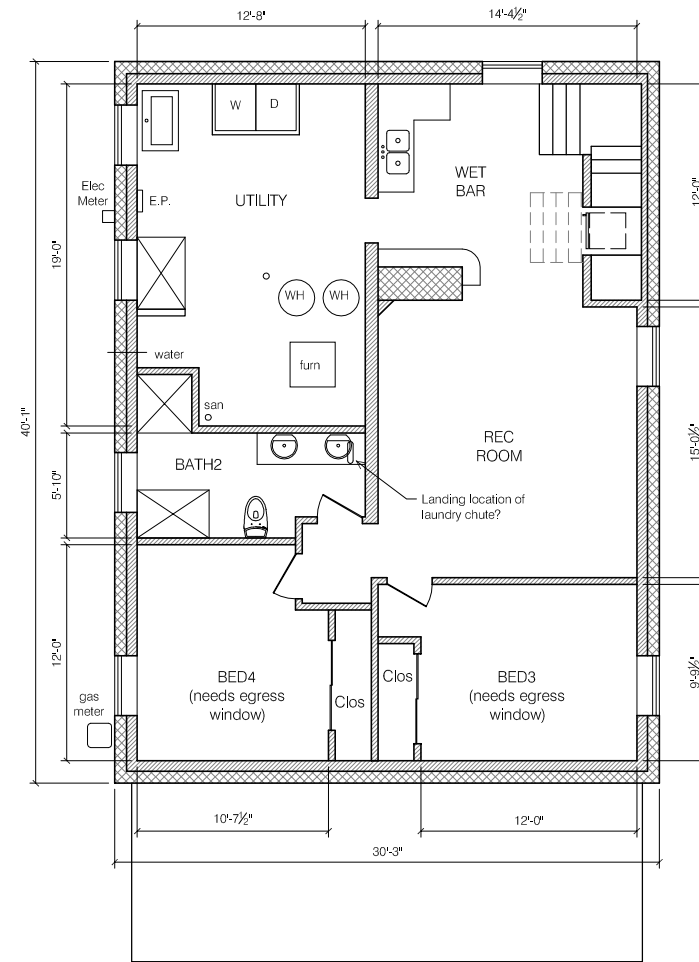 12'-8"
14'-4½"
W
D
Elec
Meter
E.P.
UTILITY
WET
BAR
12'-0"
19'-0"
WH
WH
water
furn
san
40'-1"
REC
ROOM
15'-0½"
BATH2
5'-10"
Landing location of
laundry chute?
12'-0"
BED4
(needs egress
window)
Clos
Clos
BED3
(needs egress
window)
9'-9½"
gas
meter
10'-7½"
12'-0"
30'-3"